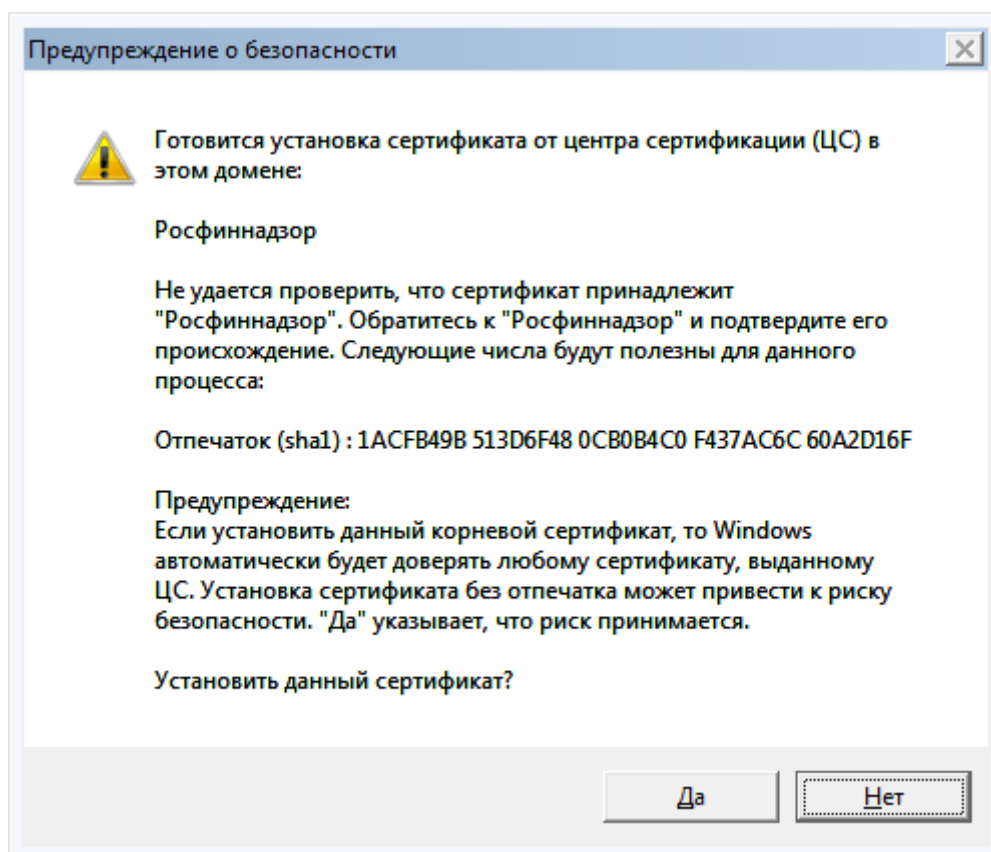 Предупреждение о безопасности
Готовится установка сертификата от центра сертификации (ЦС) в
этом домене:
Росфиннадзор
Не удается проверить, что сертификат принадлежит
"Росфиннадзор". Обратитесь к "Росфиннадзор" и подтвердите его
происхождение. Следующие числа будут полезны для данного
процесса:
Отпечаток (sha1) : 1ACFB49B 513D6F48 0CB0B4C0 F437AC6C 60A2D16F
Предупреждение:
Если установить данный корневой сертификат, то Windows
автоматически будет доверять любому сертификату, выданному
ЦС. Установка сертификата без отпечатка может привести к риску
безопасности. "Да" указывает, что риск принимается.
Установить данный сертификат?
Да
Нет